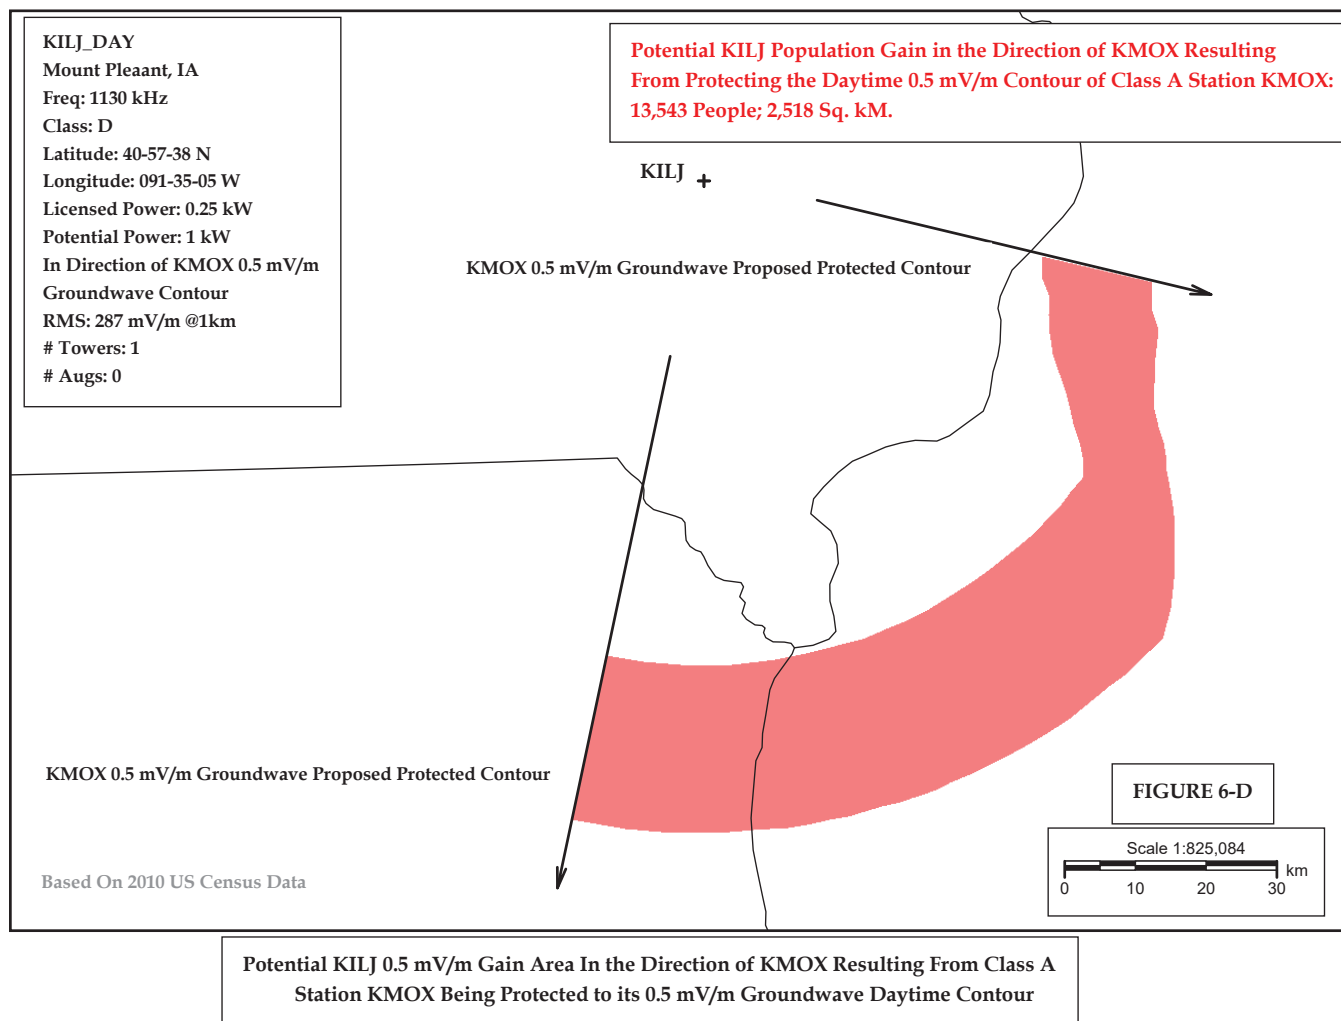 KILJ_DAY
Mount Pleaant, IA
Freq: 1130 kHz
Class: D
Latitude: 40-57-38 N
Longitude: 091-35-05 W
Licensed Power: 0.25 kW
Potential Power: 1 kW
In Direction of KMOX 0.5 mV/m
Groundwave Contour
RMS: 287 mV/m @1km
# Towers: 1
# Augs: 0
Potential KILJ Population Gain in the Direction of KMOX Resulting
From Protecting the Daytime 0.5 mV/m Contour of Class A Station KMOX:
13,543 People; 2,518 Sq. kM.
KILJ
KMOX 0.5 mV/m Groundwave Proposed Protected Contour
KMOX 0.5 mV/m Groundwave Proposed Protected Contour
FIGURE 6-D
Scale 1:825,084
km
0 10 20 30
Based On 2010 US Census Data
Potential KILJ 0.5 mV/m Gain Area In the Direction of KMOX Resulting From Class A
Station KMOX Being Protected to its 0.5 mV/m Groundwave Daytime Contour